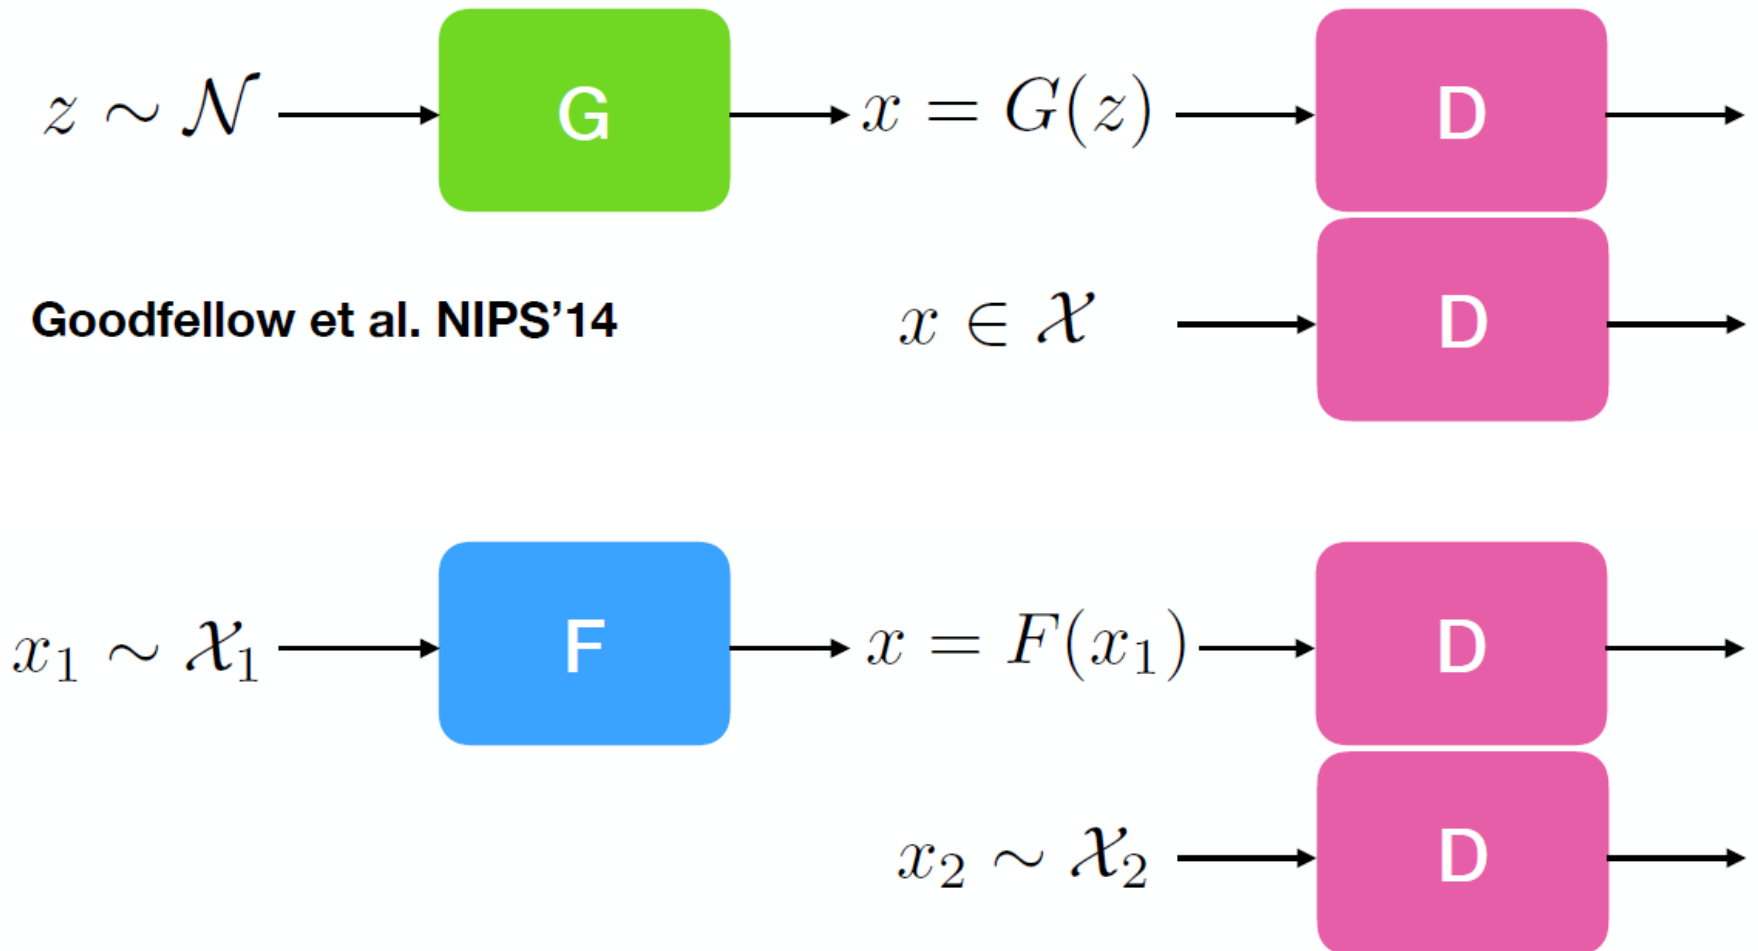 z ∼ 𝒩 G x = G(z) D
Goodfellow et al. NIPS'14 x ∈ 𝒳 D
x₁ ∼ 𝒳₁ F x = F(x₁) D
x₂ ∼ 𝒳₂ D